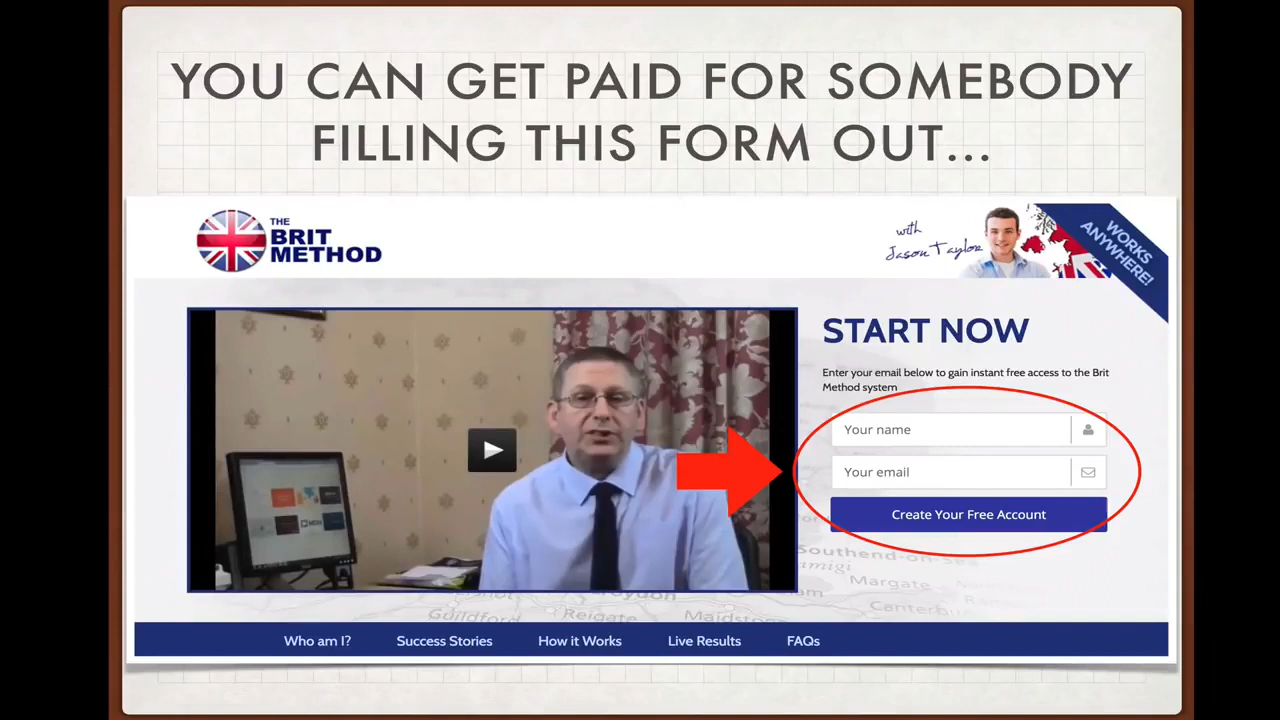 YOU CAN GET PAID FOR SOMEBODY
FILLING THIS FORM OUT...
THE
BRIT
METHOD
with
Jason Taylor
WORKS
ANYWHERE!
START NOW
Enter your email below to gain instant free access to the Brit
Method system
Your name
Your email
Create Your Free Account
Southend-on-Sea
Margate
Guildford
Reigate
Maidstone
Who am I?
Success Stories
How it Works
Live Results
FAQs